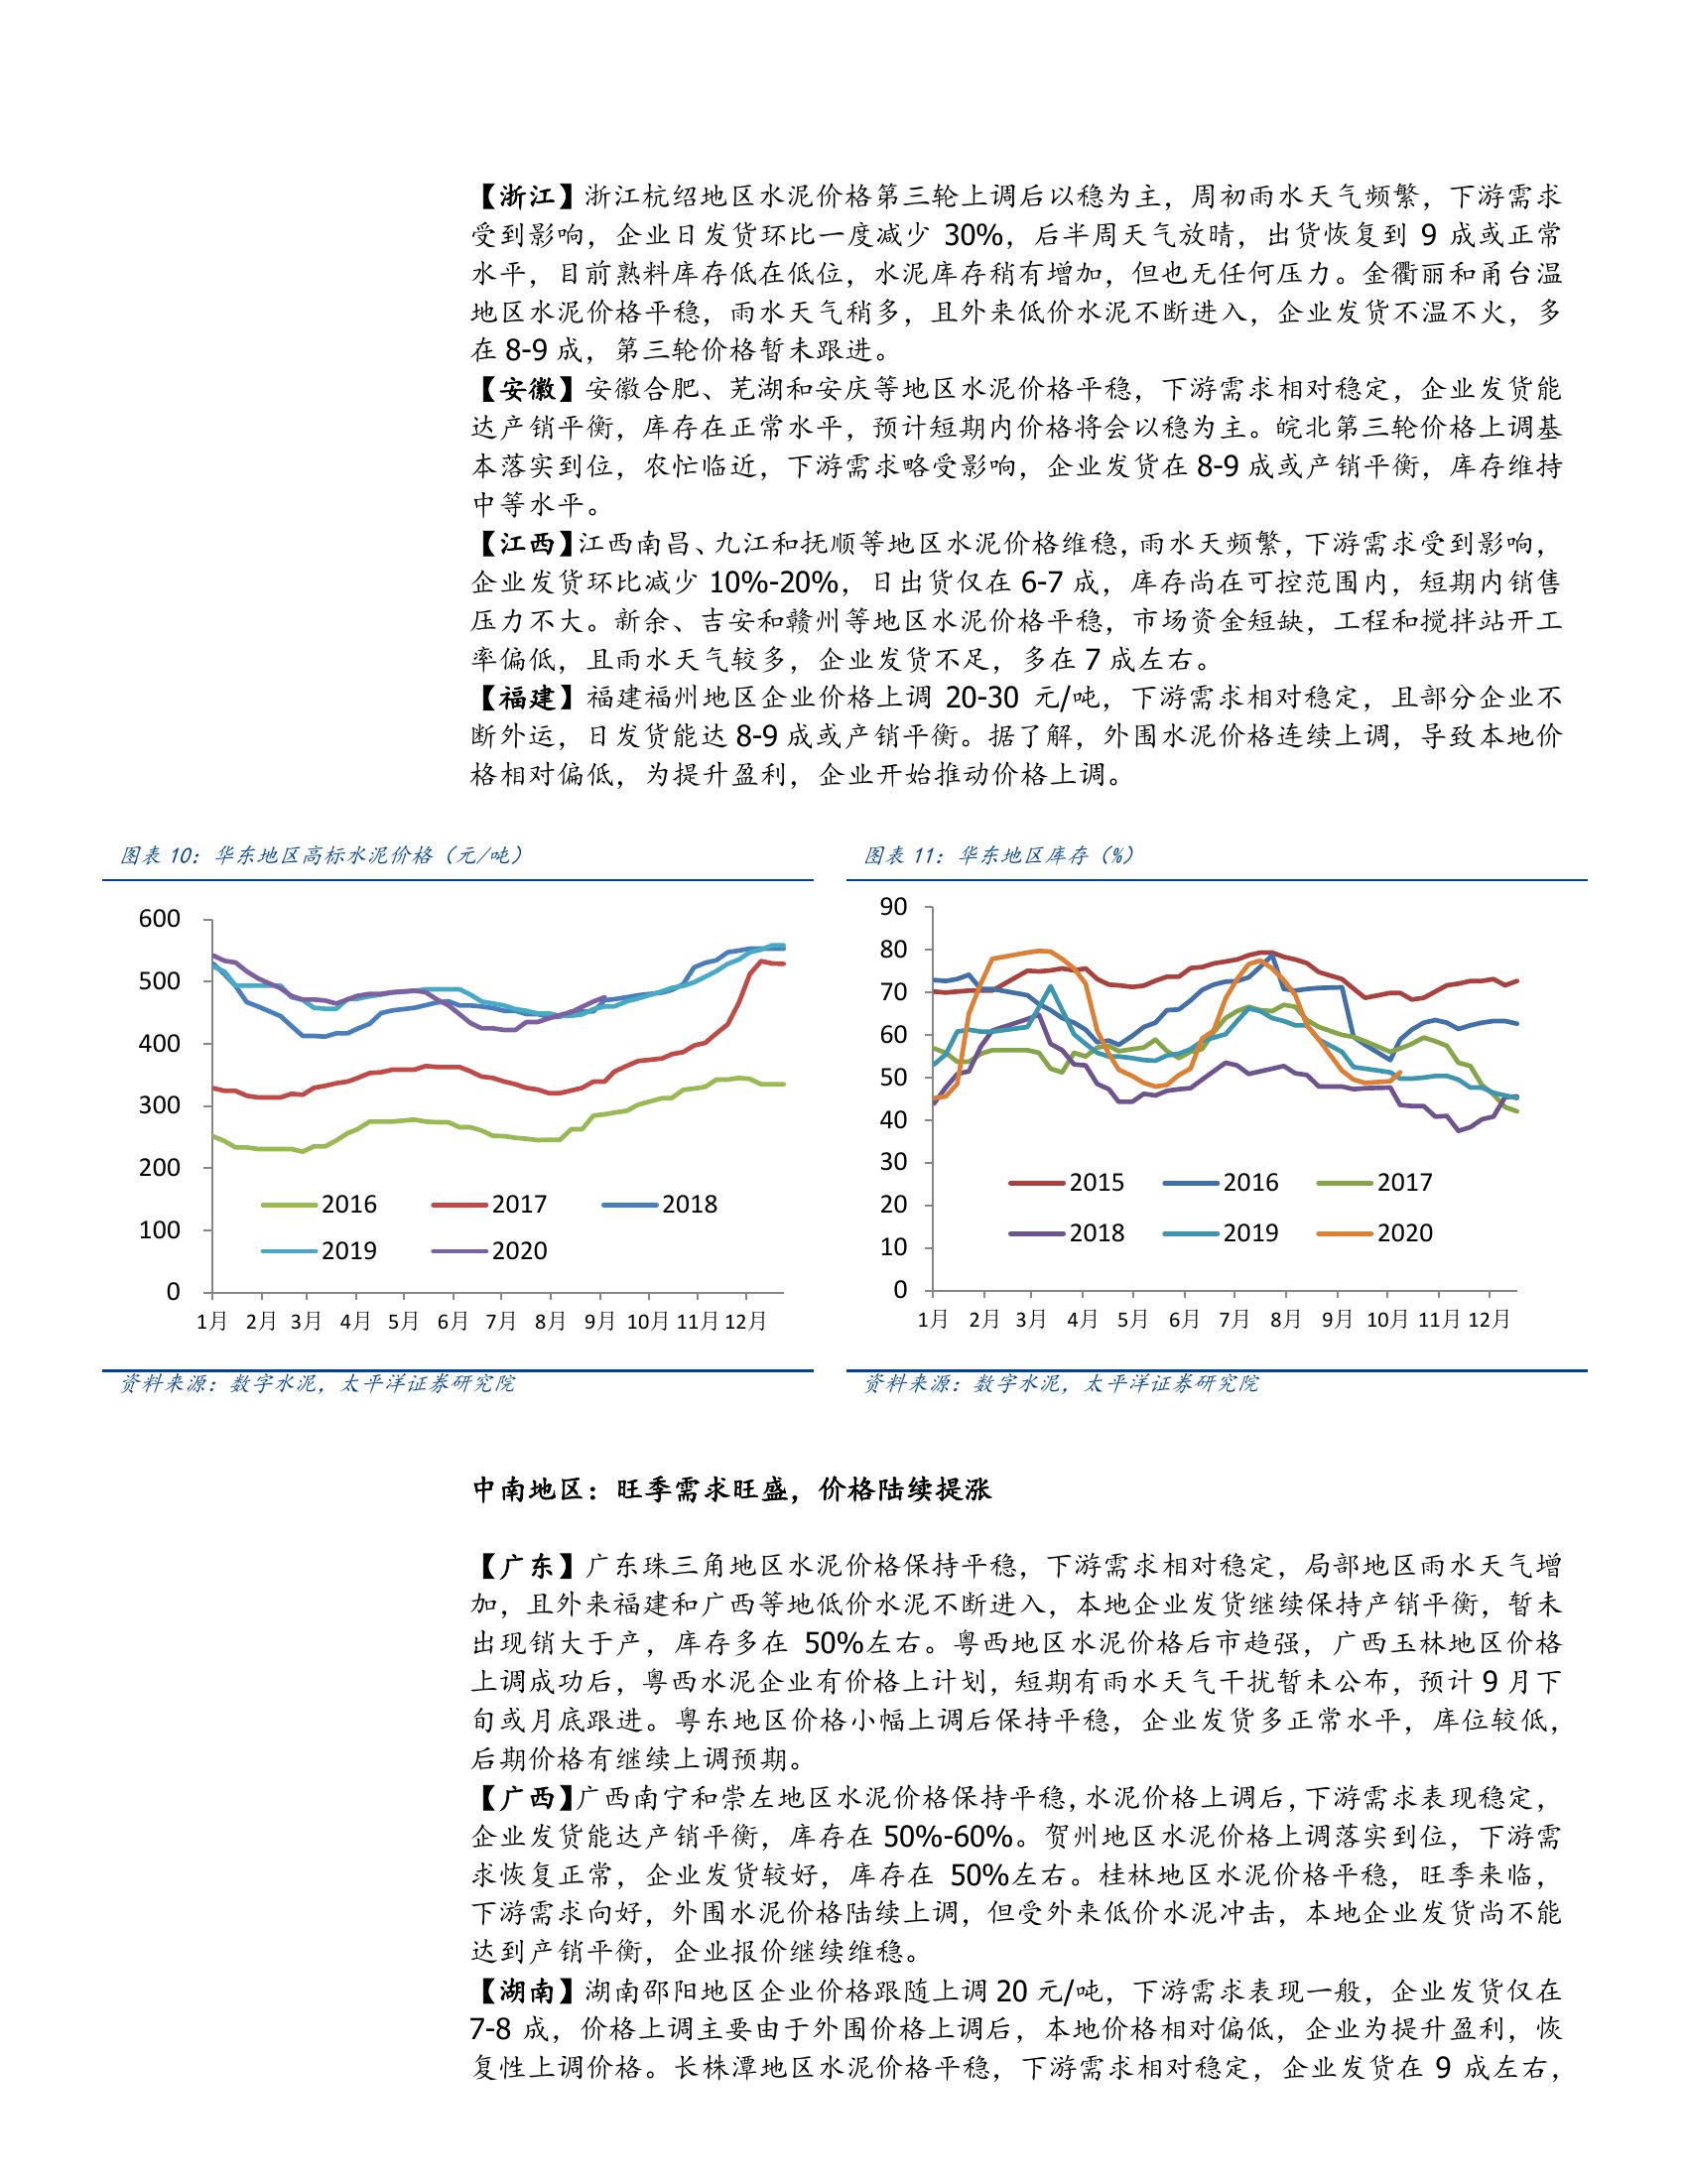 【浙江】浙江杭绍地区水泥价格第三轮上调后以稳为主，周初雨水天气频繁，下游需求
受到影响，企业日发货环比一度减少 30%，后半周天气放晴，出货恢复到 9 成或正常
水平，目前熟料库存低在低位，水泥库存稍有增加，但也无任何压力。金衢丽和甬台温
地区水泥价格平稳，雨水天气稍多，且外来低价水泥不断进入，企业发货不温不火，多
在 8-9 成，第三轮价格暂未跟进。
【安徽】安徽合肥、芜湖和安庆等地区水泥价格平稳，下游需求相对稳定，企业发货能
达产销平衡，库存在正常水平，预计短期内价格将会以稳为主。皖北第三轮价格上调基
本落实到位，农忙临近，下游需求略受影响，企业发货在 8-9 成或产销平衡，库存维持
中等水平。
【江西】江西南昌、九江和抚顺等地区水泥价格维稳，雨水天频繁，下游需求受到影响，
企业发货环比减少 10%-20%，日出货仅在 6-7 成，库存尚在可控范围内，短期内销售
压力不大。新余、吉安和赣州等地区水泥价格平稳，市场资金短缺，工程和搅拌站开工
率偏低，且雨水天气较多，企业发货不足，多在 7 成左右。
【福建】福建福州地区企业价格上调 20-30 元/吨，下游需求相对稳定，且部分企业不
断外运，日发货能达 8-9 成或产销平衡。据了解，外围水泥价格连续上调，导致本地价
格相对偏低，为提升盈利，企业开始推动价格上调。
图表 10：华东地区高标水泥价格（元/吨）
600
500
400
300
200
100
0
2016 2017 2018
2019 2020
1月 2月 3月 4月 5月 6月 7月 8月 9月 10月 11月 12月
资料来源：数字水泥，太平洋证券研究院
图表 11：华东地区库存（%）
90
80
70
60
50
40
30
20
10
0
2015 2016 2017
2018 2019 2020
1月 2月 3月 4月 5月 6月 7月 8月 9月 10月 11月 12月
资料来源：数字水泥，太平洋证券研究院
中南地区：旺季需求旺盛，价格陆续提涨
【广东】广东珠三角地区水泥价格保持平稳，下游需求相对稳定，局部地区雨水天气增
加，且外来福建和广西等地低价水泥不断进入，本地企业发货继续保持产销平衡，暂未
出现销大于产，库存多在 50%左右。粤西地区水泥价格后市趋强，广西玉林地区价格
上调成功后，粤西水泥企业有价格上计划，短期有雨水天气干扰暂未公布，预计 9 月下
旬或月底跟进。粤东地区价格小幅上调后保持平稳，企业发货多正常水平，库位较低，
后期价格有继续上调预期。
【广西】广西南宁和崇左地区水泥价格保持平稳，水泥价格上调后，下游需求表现稳定，
企业发货能达产销平衡，库存在 50%-60%。贺州地区水泥价格上调落实到位，下游需
求恢复正常，企业发货较好，库存在 50%左右。桂林地区水泥价格平稳，旺季来临，
下游需求向好，外围水泥价格陆续上调，但受外来低价水泥冲击，本地企业发货尚不能
达到产销平衡，企业报价继续维稳。
【湖南】湖南邵阳地区企业价格跟随上调 20 元/吨，下游需求表现一般，企业发货仅在
7-8 成，价格上调主要由于外围价格上调后，本地价格相对偏低，企业为提升盈利，恢
复性上调价格。长株潭地区水泥价格平稳，下游需求相对稳定，企业发货在 9 成左右，